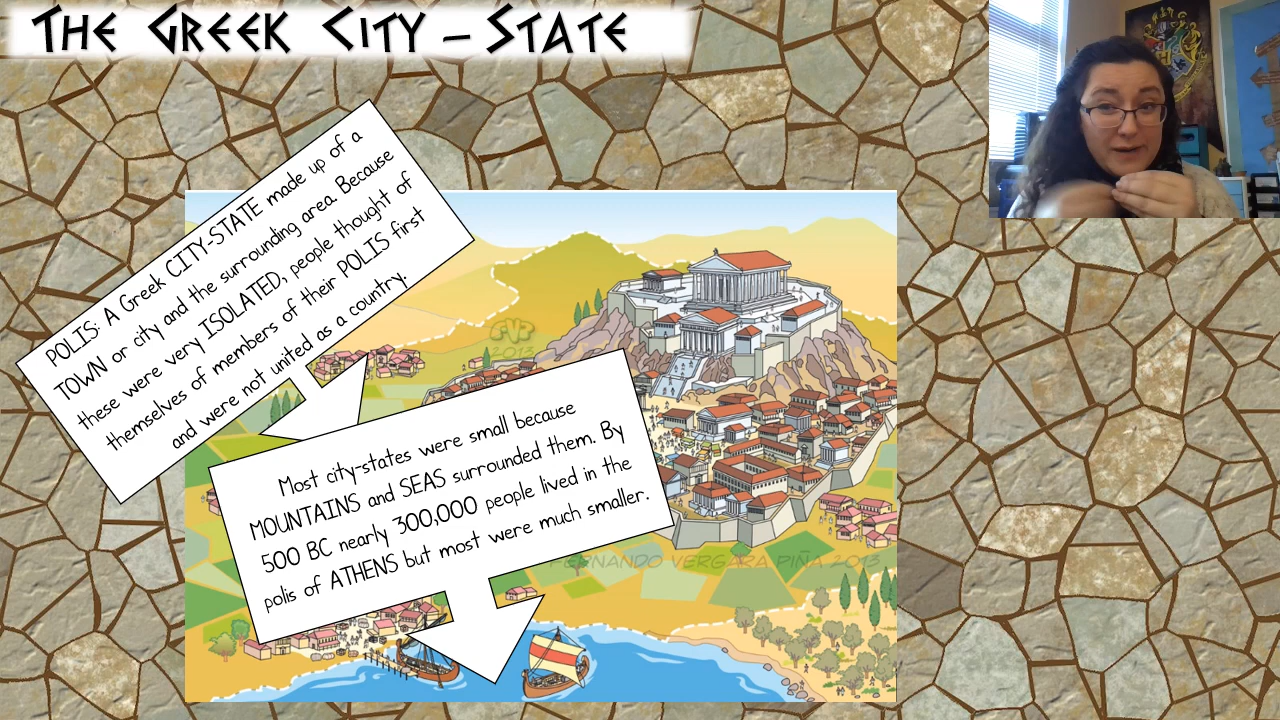 THE GREEK CITY – STATE
POLIS: A Greek CITY-STATE made up of a
TOWN or city and the surrounding area. Because
these were very ISOLATED, people thought of
themselves of members of their POLIS first
and were not united as a country.
Most city-states were small because
MOUNTAINS and SEAS surrounded them. By
500 BC nearly 300,000 people lived in the
polis of ATHENS but most were much smaller.
FVP
2013
FERNANDO VERGARA PIÑA 2013